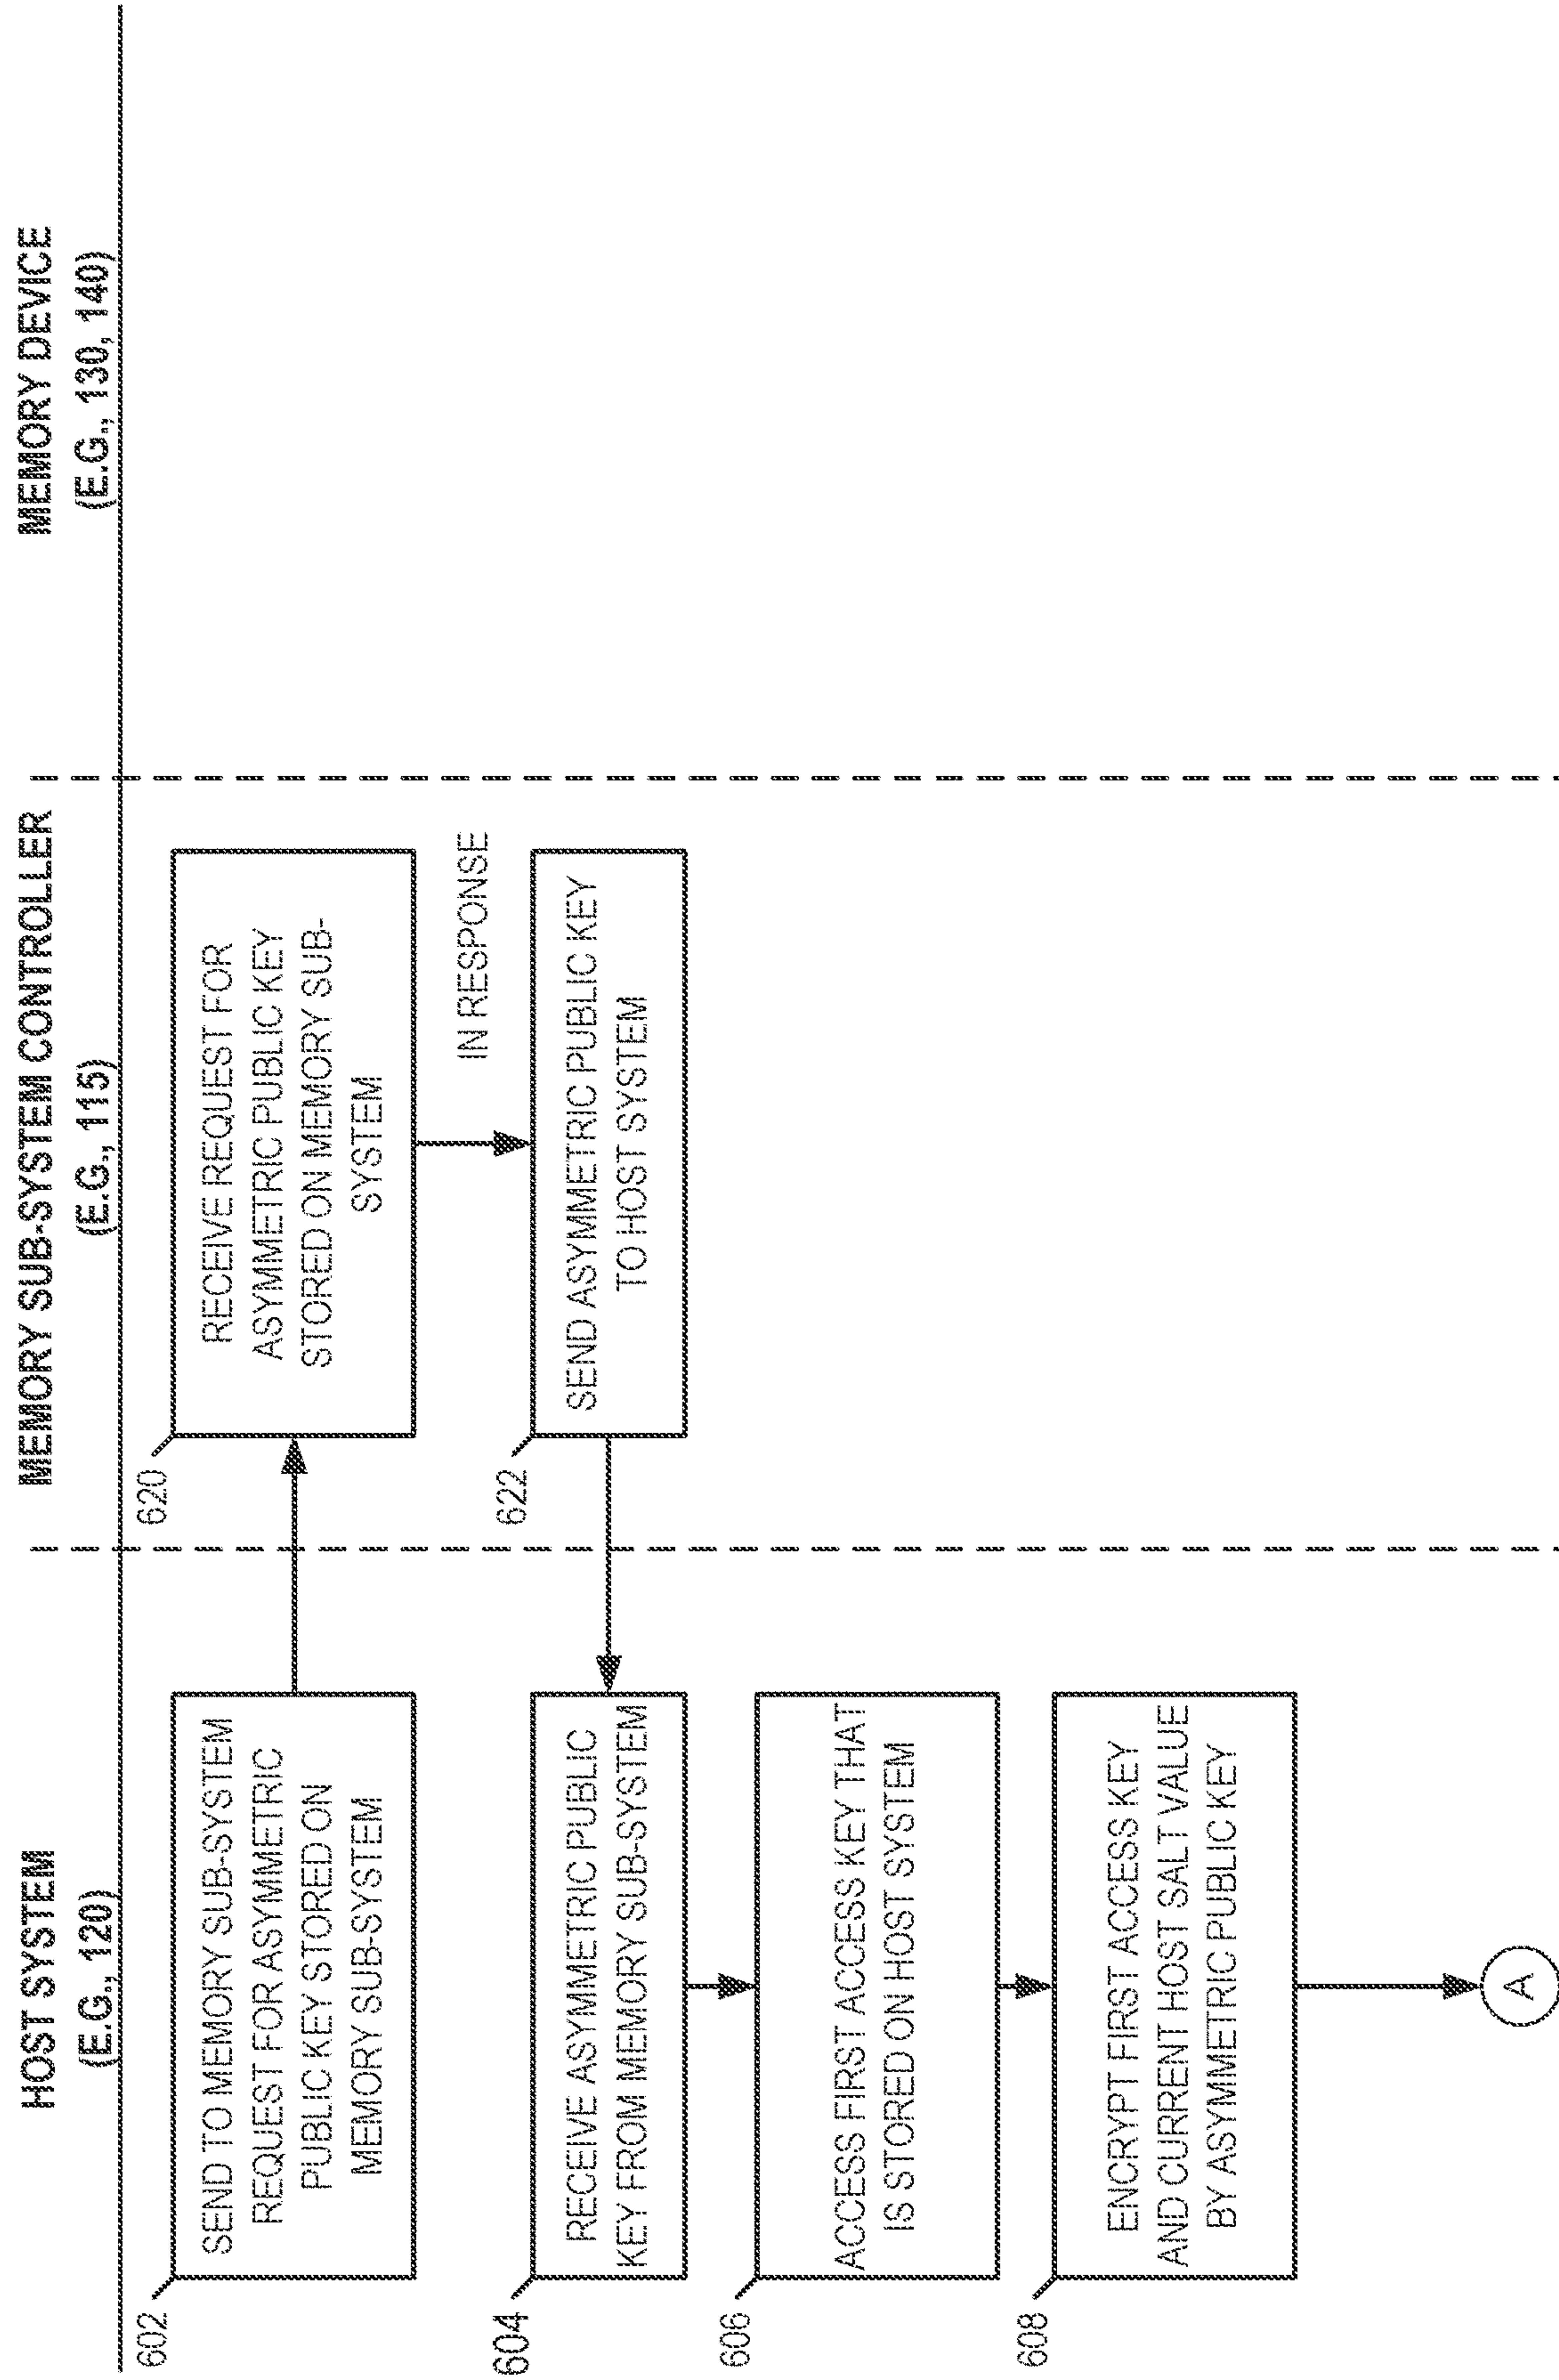 HOST SYSTEM
(E.G., 120)
MEMORY SUB-SYSTEM CONTROLLER
(E.G., 115)
MEMORY DEVICE
(E.G., 130, 140)
602
SEND TO MEMORY SUB-SYSTEM
REQUEST FOR ASYMMETRIC
PUBLIC KEY STORED ON
MEMORY SUB-SYSTEM
620
RECEIVE REQUEST FOR
ASYMMETRIC PUBLIC KEY
STORED ON MEMORY SUB-
SYSTEM
IN RESPONSE
622
SEND ASYMMETRIC PUBLIC KEY
TO HOST SYSTEM
604
RECEIVE ASYMMETRIC PUBLIC
KEY FROM MEMORY SUB-SYSTEM
606
ACCESS FIRST ACCESS KEY THAT
IS STORED ON HOST SYSTEM
608
ENCRYPT FIRST ACCESS KEY
AND CURRENT HOST SALT VALUE
BY ASYMMETRIC PUBLIC KEY
A